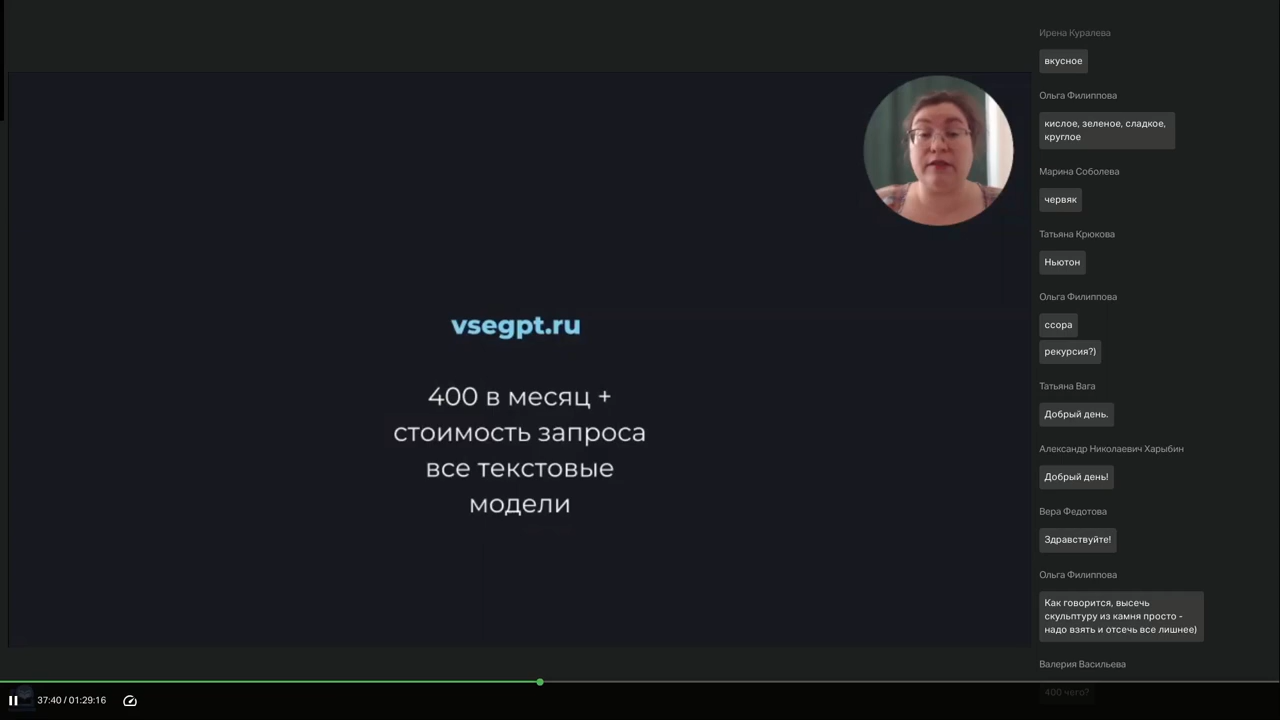 vsegpt.ru
400 в месяц +
стоимость запроса
все текстовые
модели
Ирена Куралева
вкусное
Ольга Филиппова
кислое, зеленое, сладкое,
круглое
Марина Соболева
червяк
Татьяна Крюкова
Ньютон
Ольга Филиппова
ссора
рекурсия?)
Татьяна Вага
Добрый день.
Александр Николаевич Харыбин
Добрый день!
Вера Федотова
Здравствуйте!
Ольга Филиппова
Как говорится, высечь
скульптуру из камня просто -
надо взять и отсечь все лишнее)
Валерия Васильева
400 чего?
37:40 / 01:29:16